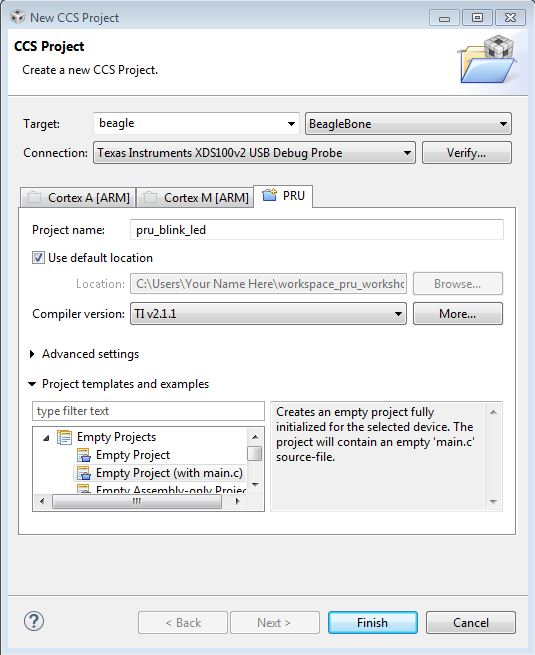 New CCS Project
CCS Project
Create a new CCS Project.
Target: beagle BeagleBone
Connection: Texas Instruments XDS100v2 USB Debug Probe Verify...
Cortex A [ARM] Cortex M [ARM] PRU
Project name: pru_blink_led
Use default location
Location: C:\Users\Your Name Here\workspace_pru_worksho Browse...
Compiler version: TI v2.1.1 More...
Advanced settings
Project templates and examples
type filter text
Empty Projects
Empty Project
Empty Project (with main.c)
Empty Assembly-only Projec
Creates an empty project fully
initialized for the selected device. The
project will contain an empty 'main.c'
source-file.
? < Back Next > Finish Cancel